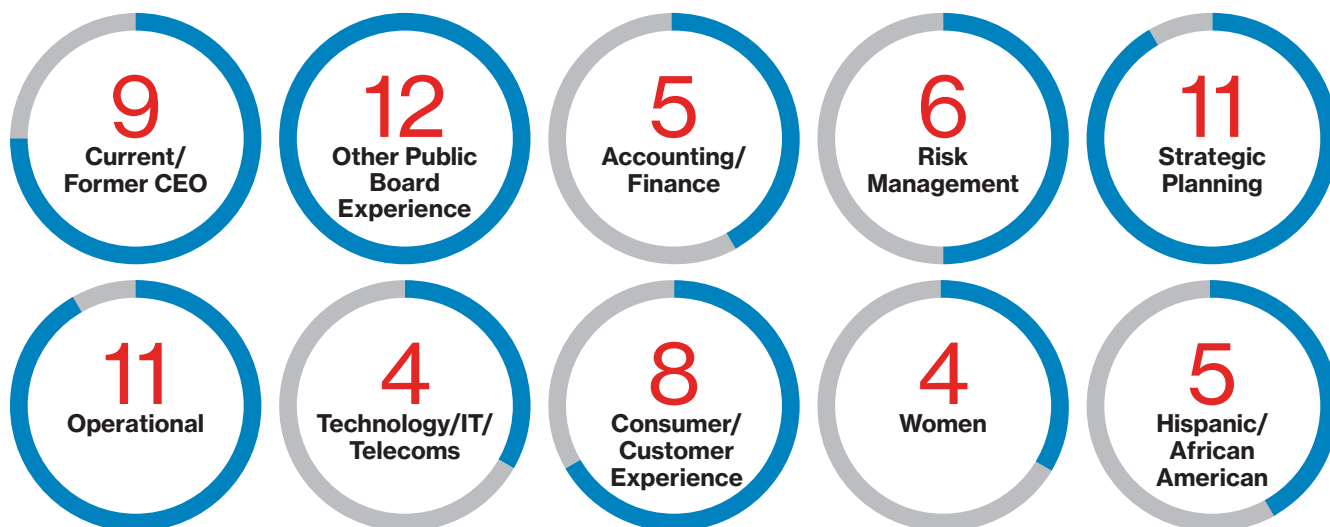 9
Current/
Former CEO
12
Other Public
Board
Experience
5
Accounting/
Finance
6
Risk
Management
11
Strategic
Planning
11
Operational
4
Technology/IT/
Telecoms
8
Consumer/
Customer
Experience
4
Women
5
Hispanic/
African
American